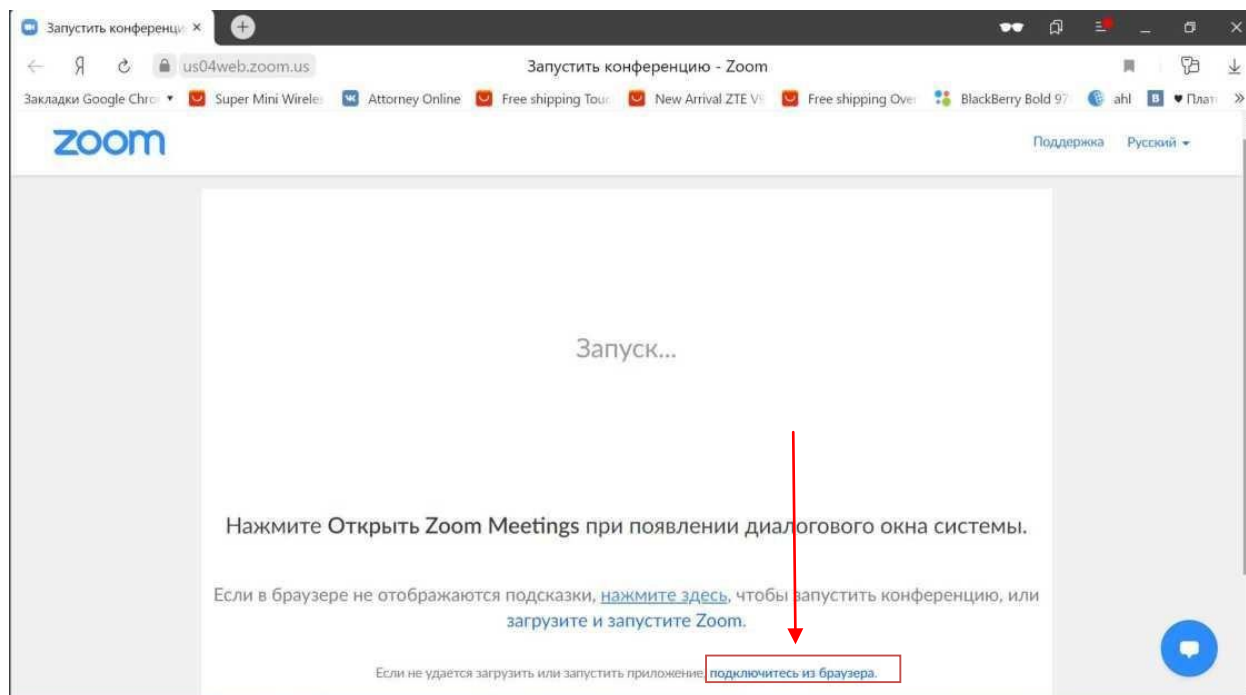 Запустить конференци
Я us04web.zoom.us Запустить конференцию - Zoom
Закладки Google Chro Super Mini Wirele Attorney Online Free shipping Touc New Arrival ZTE V Free shipping Over BlackBerry Bold 97 ahl ♥ Плат »
zoom Поддержка Русский
Запуск...
Нажмите Открыть Zoom Meetings при появлении диалогового окна системы.
Если в браузере не отображаются подсказки, нажмите здесь, чтобы запустить конференцию, или
загрузите и запустите Zoom.
Если не удается загрузить или запустить приложение, подключитесь из браузера.